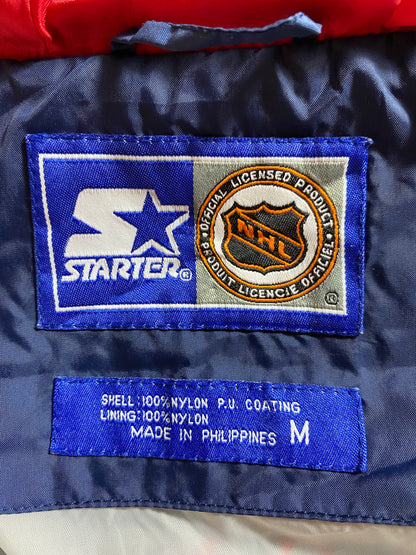 STARTER®
OFFICIAL LICENSED PRODUCT
NHL
PRODUIT LICENCIE OFFICIEL
®
SHELL:100%NYLON P.U. COATING
LINING:100%NYLON
MADE IN PHILIPPINES M